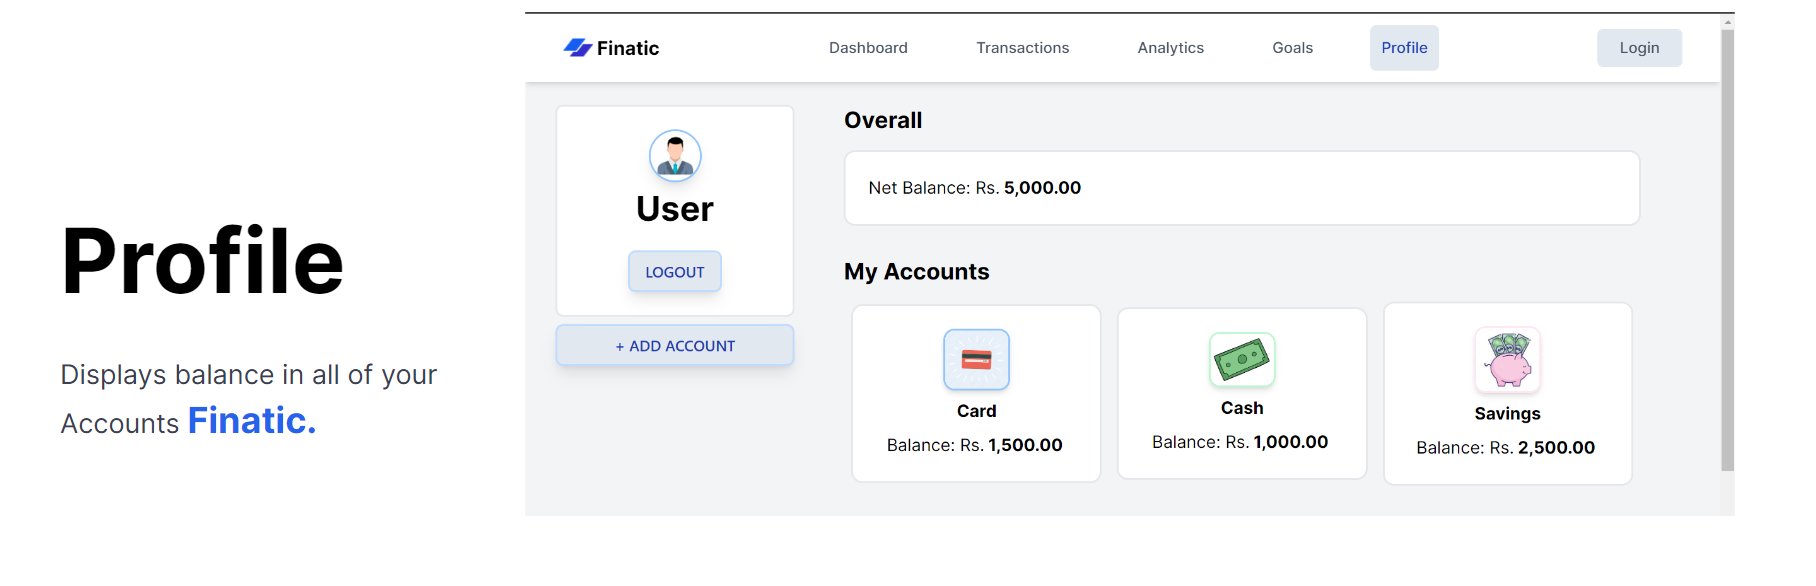 Profile
Displays balance in all of your
Accounts Finatic.
Finatic
Dashboard
Transactions
Analytics
Goals
Profile
Login
User
LOGOUT
+ ADD ACCOUNT
Overall
Net Balance: Rs. 5,000.00
My Accounts
Card
Balance: Rs. 1,500.00
Cash
Balance: Rs. 1,000.00
Savings
Balance: Rs. 2,500.00